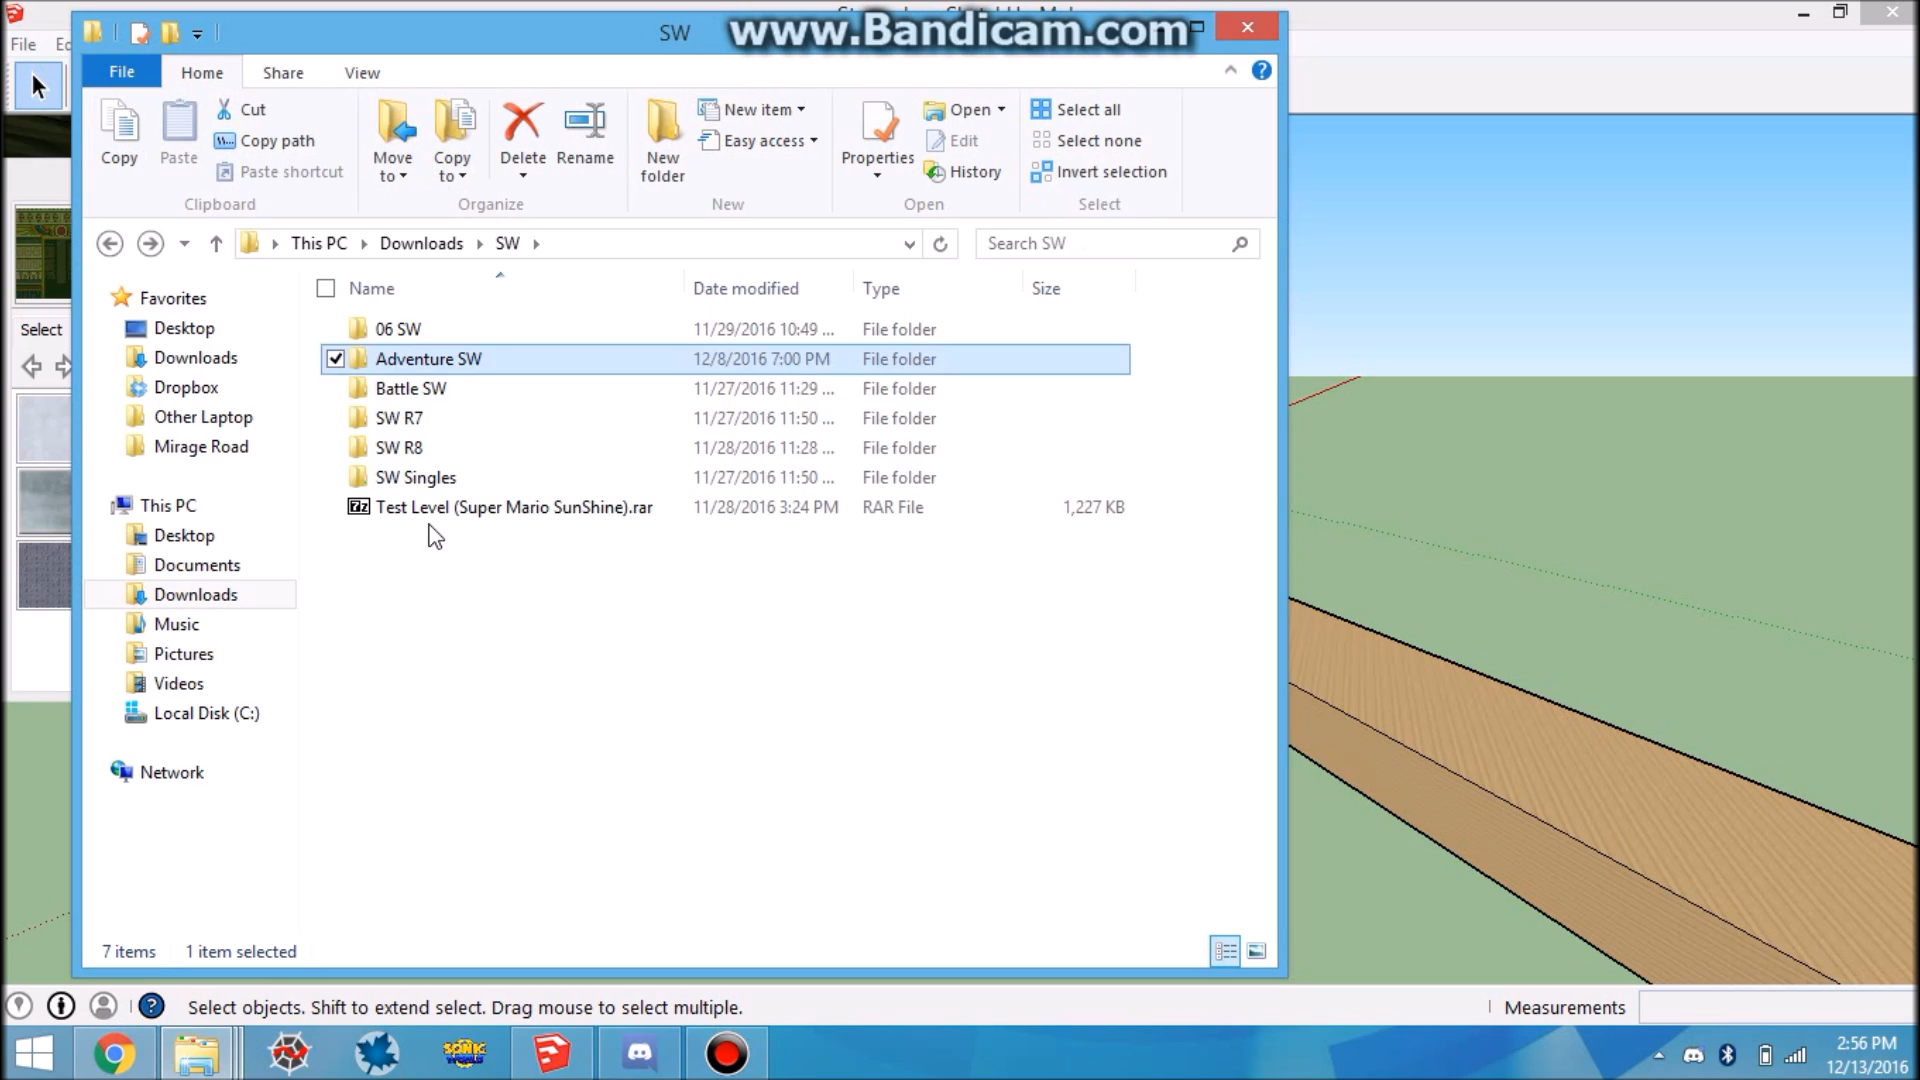 SW
www.Bandicam.com
File
File Home Share View
Copy
Paste
Cut
Copy path
Paste shortcut
Move to
Copy to
Delete
Rename
New folder
New item
Easy access
Properties
Open
Edit
History
Select all
Select none
Invert selection
Clipboard Organize New Open Select
This PC Downloads SW
Search SW
Name Date modified Type Size
06 SW 11/29/2016 10:49 ... File folder
Adventure SW 12/8/2016 7:00 PM File folder
Battle SW 11/27/2016 11:29 ... File folder
SW R7 11/27/2016 11:50 ... File folder
SW R8 11/28/2016 11:28 ... File folder
SW Singles 11/27/2016 11:50 ... File folder
Test Level (Super Mario SunShine).rar 11/28/2016 3:24 PM RAR File 1,227 KB
Favorites
Desktop
Downloads
Dropbox
Other Laptop
Mirage Road
This PC
Desktop
Documents
Downloads
Music
Pictures
Videos
Local Disk (C:)
Network
Select
7 items 1 item selected
Select objects. Shift to extend select. Drag mouse to select multiple.
Measurements
SONIC WORLD
2:56 PM
12/13/2016